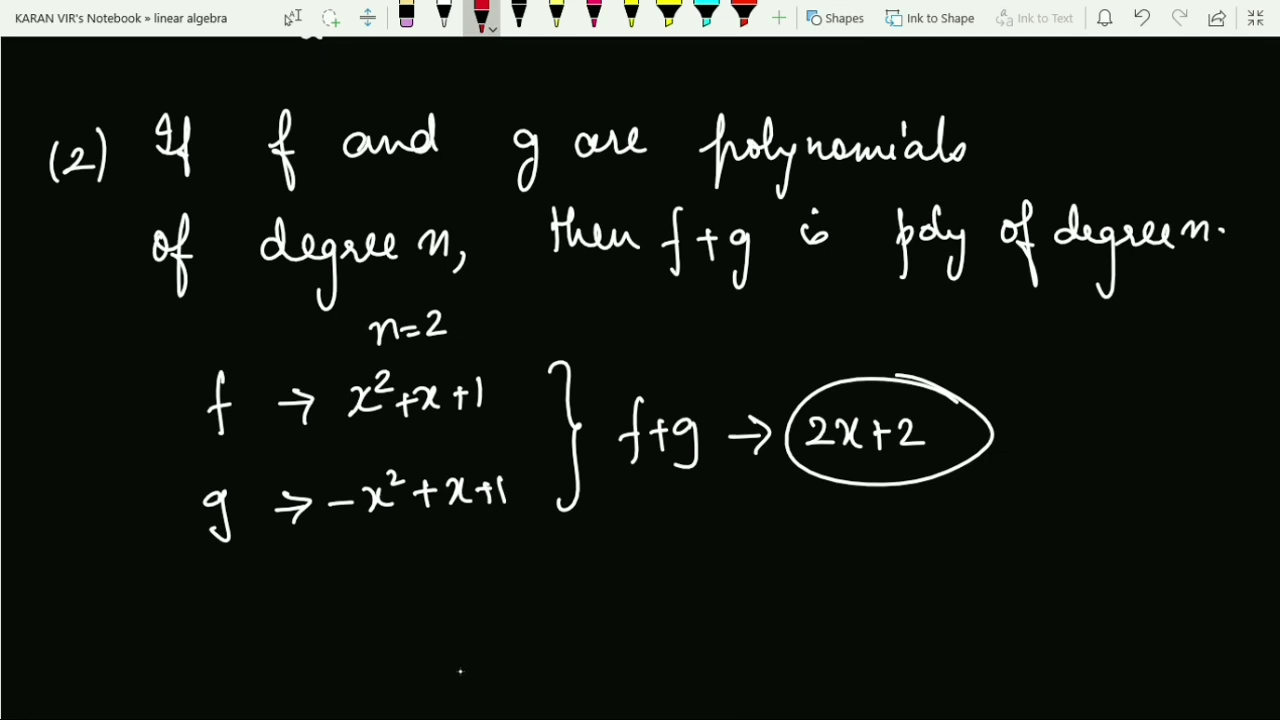 KARAN VIR's Notebook » linear algebra
Shapes
Ink to Shape
Ink to Text
(2) If f and g are polynomials
of degree n, then f+g is poly of degree n.
n=2
f → x²+x+1
f+g → 2x+2
g → -x²+x+1